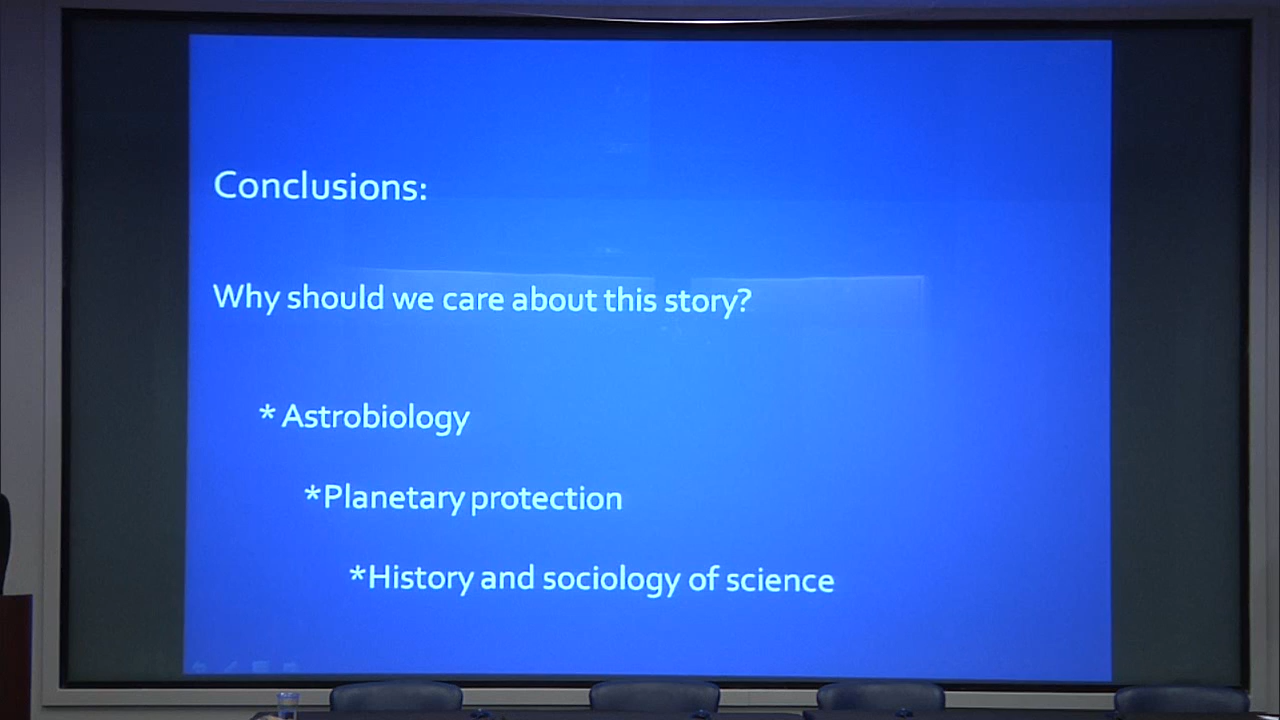 Conclusions:
Why should we care about this story?
* Astrobiology
*Planetary protection
*History and sociology of science